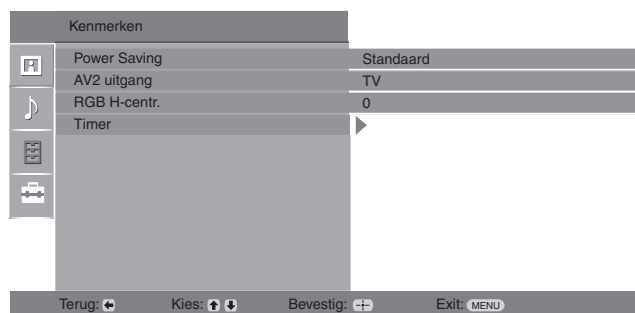 Kenmerken
Power Saving Standaard
AV2 uitgang TV
RGB H-centr. 0
Timer
Terug: Kies: Bevestig: Exit: MENU